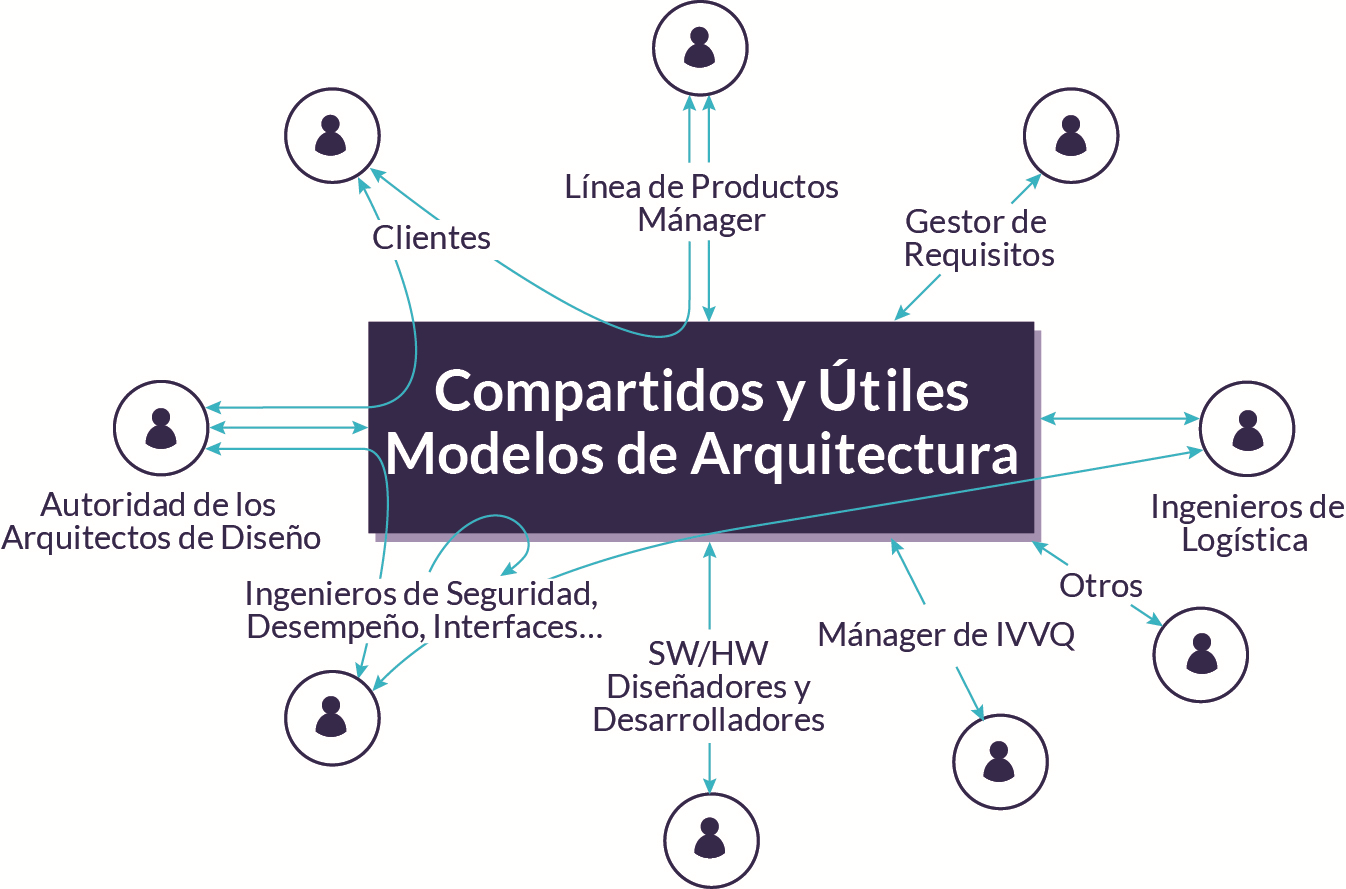 Línea de Productos
Mánager
Clientes
Gestor de
Requisitos
Compartidos y Útiles
Modelos de Arquitectura
Autoridad de los
Arquitectos de Diseño
Ingenieros de
Logística
Ingenieros de Seguridad,
Desempeño, Interfaces...
Otros
Mánager de IVVQ
SW/HW
Diseñadores y
Desarrolladores